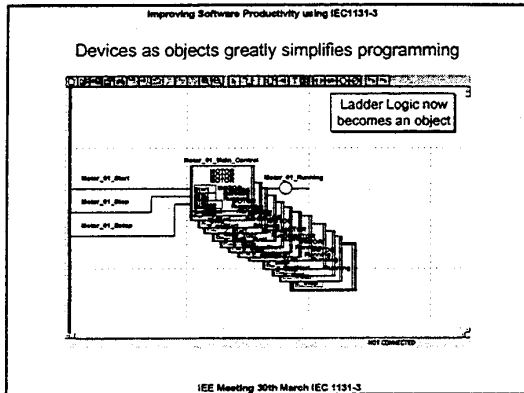 Improving Software Productivity using IEC1131-3
Devices as objects greatly simplifies programming
Ladder Logic now
becomes an object
Motor_01_Main_Control
Motor_01_Start
Motor_01_Running
Motor_01_Stop
Motor_01_Setup
NOT CONNECTED
IEE Meeting 30th March IEC 1131-3